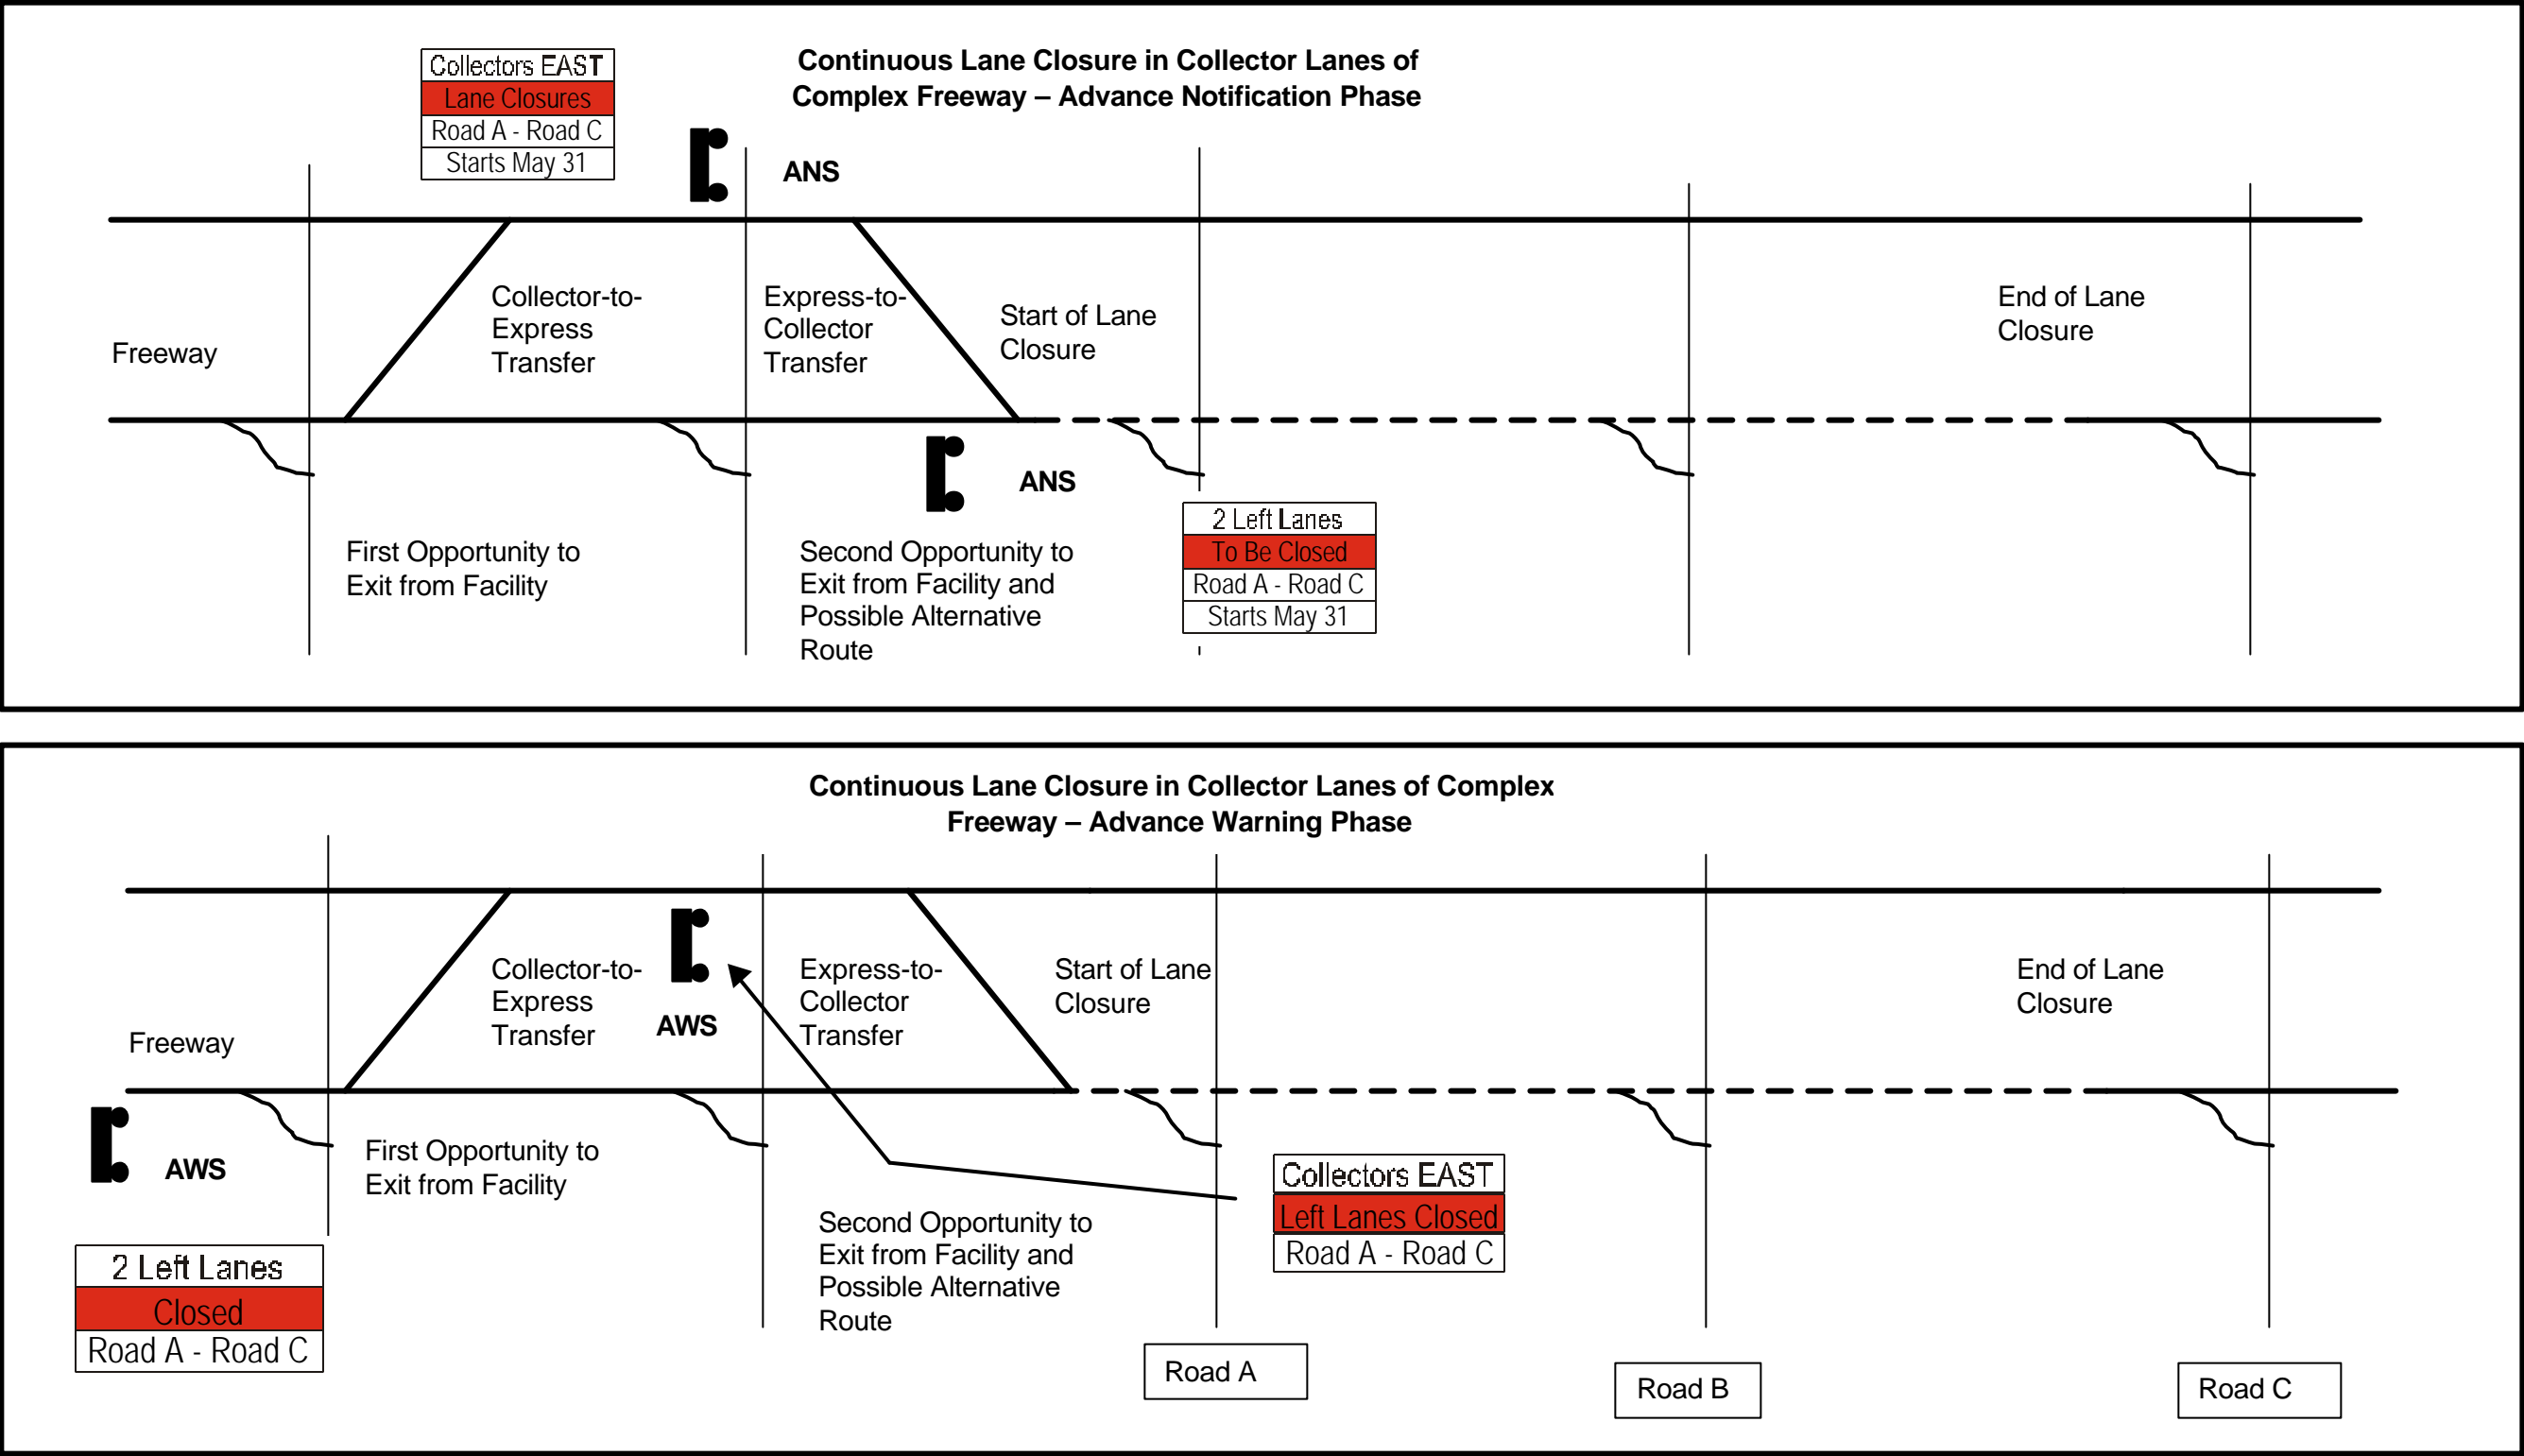 Continuous Lane Closure in Collector Lanes of
Complex Freeway – Advance Notification Phase
Collectors EAST
Lane Closures
Road A - Road C
Starts May 31
ANS
Collector-to-
Express
Transfer
Express-to-
Collector
Transfer
Start of Lane
Closure
End of Lane
Closure
Freeway
ANS
First Opportunity to
Exit from Facility
Second Opportunity to
Exit from Facility and
Possible Alternative
Route
2 Left Lanes
To Be Closed
Road A - Road C
Starts May 31
Continuous Lane Closure in Collector Lanes of Complex
Freeway – Advance Warning Phase
Collector-to-
Express
Transfer
AWS
Express-to-
Collector
Transfer
Start of Lane
Closure
End of Lane
Closure
Freeway
AWS
First Opportunity to
Exit from Facility
Second Opportunity to
Exit from Facility and
Possible Alternative
Route
Collectors EAST
Left Lanes Closed
Road A - Road C
2 Left Lanes
Closed
Road A - Road C
Road A
Road B
Road C